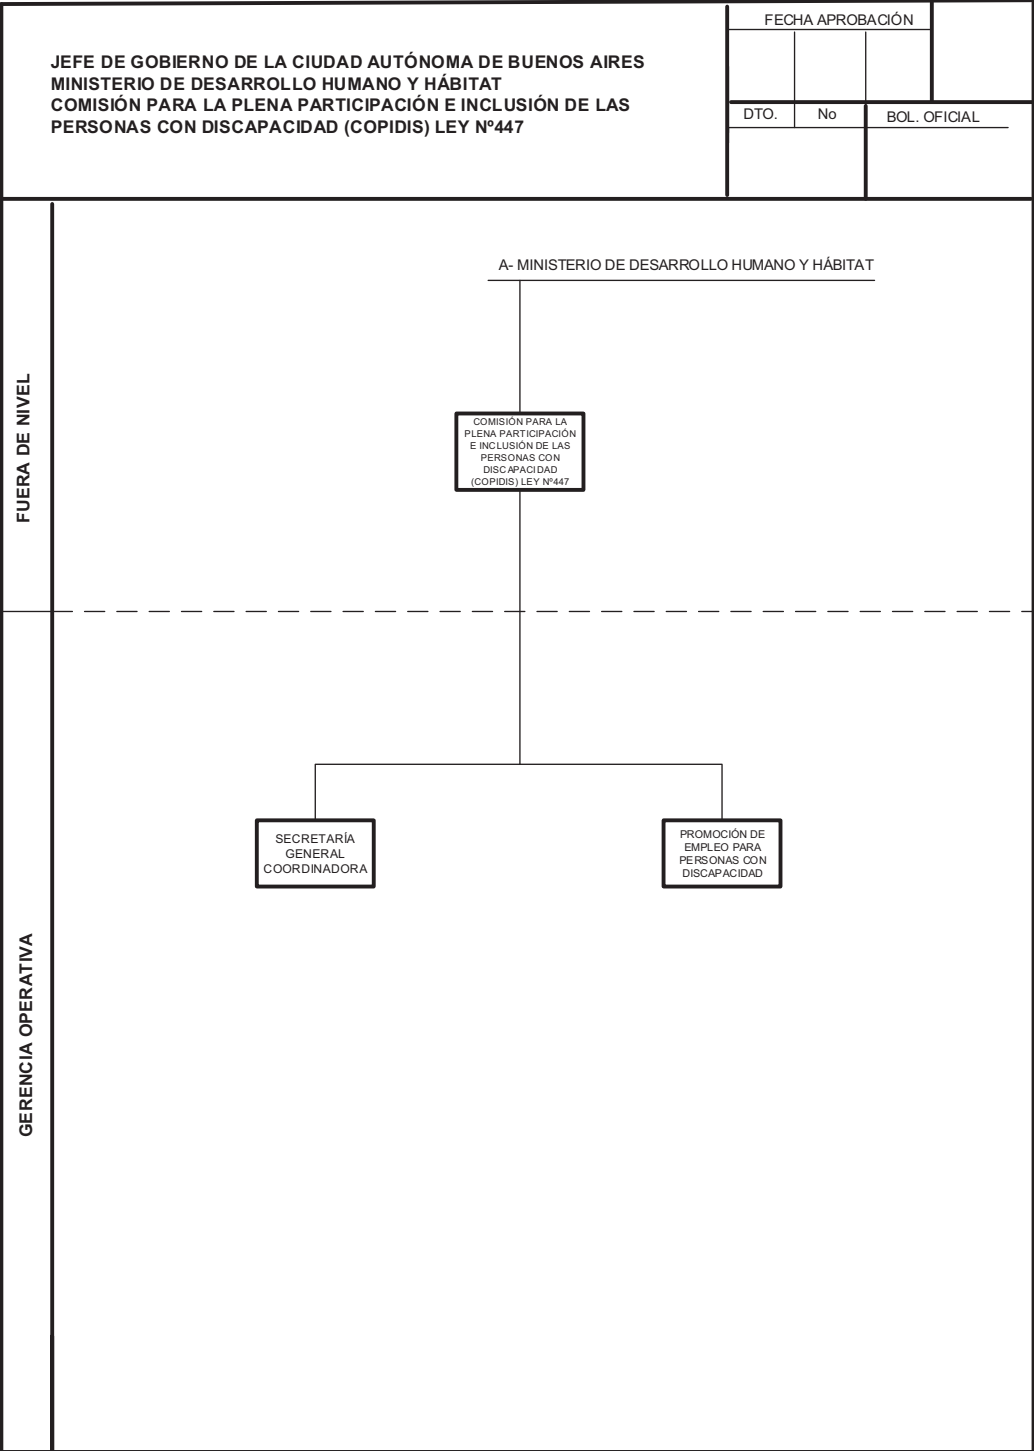 JEFE DE GOBIERNO DE LA CIUDAD AUTÓNOMA DE BUENOS AIRES
MINISTERIO DE DESARROLLO HUMANO Y HÁBITAT
COMISIÓN PARA LA PLENA PARTICIPACIÓN E INCLUSIÓN DE LAS
PERSONAS CON DISCAPACIDAD (COPIDIS) LEY Nº447
FECHA APROBACIÓN
DTO.
No
BOL. OFICIAL
FUERA DE NIVEL
A- MINISTERIO DE DESARROLLO HUMANO Y HÁBITAT
COMISIÓN PARA LA
PLENA PARTICIPACIÓN
E INCLUSIÓN DE LAS
PERSONAS CON
DISCAPACIDAD
(COPIDIS) LEY Nº447
GERENCIA OPERATIVA
SECRETARÍA
GENERAL
COORDINADORA
PROMOCIÓN DE
EMPLEO PARA
PERSONAS CON
DISCAPACIDAD